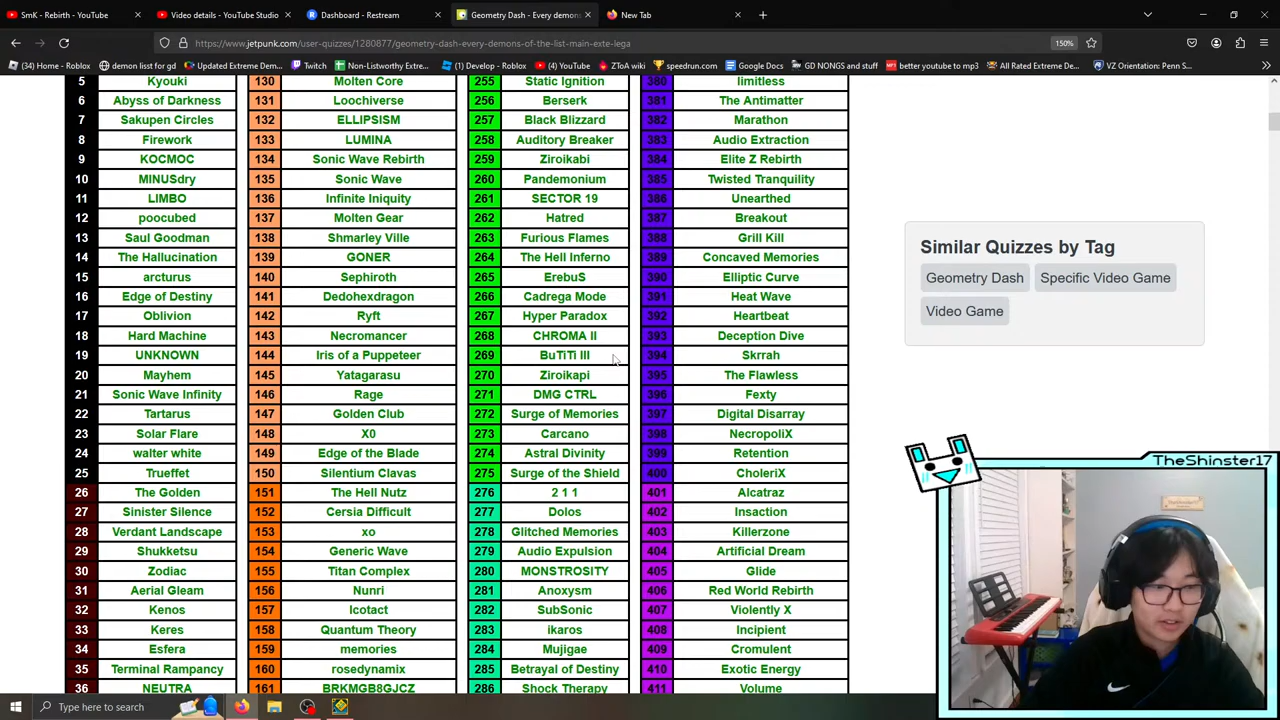 SmK - Rebirth - YouTube
Video details - YouTube Studio
Dashboard - Restream
Geometry Dash - Every demons
New Tab
https://www.jetpunk.com/user-quizzes/1280877/geometry-dash-every-demons-of-the-list-main-exte-lega
150%
(34) Home - Roblox
demon lisst for gd
Updated Extreme Dem...
Twitch
Non-Listworthy Extre...
(1) Develop - Roblox
(4) YouTube
ZToA wiki
speedrun.com
Google Docs
GD NONGS and stuff
better youtube to mp3
All Rated Extreme De...
VZ Orientation: Penn S...
5 Kyouki 130 Molten Core 255 Static Ignition 380 limitless
6 Abyss of Darkness 131 Loochiverse 256 Berserk 381 The Antimatter
7 Sakupen Circles 132 ELLIPSISM 257 Black Blizzard 382 Marathon
8 Firework 133 LUMINA 258 Auditory Breaker 383 Audio Extraction
9 KOCMOC 134 Sonic Wave Rebirth 259 Ziroikabi 384 Elite Z Rebirth
10 MINUSdry 135 Sonic Wave 260 Pandemonium 385 Twisted Tranquility
11 LIMBO 136 Infinite Iniquity 261 SECTOR 19 386 Unearthed
12 poocubed 137 Molten Gear 262 Hatred 387 Breakout
13 Saul Goodman 138 Shmarley Ville 263 Furious Flames 388 Grill Kill
14 The Hallucination 139 GONER 264 The Hell Inferno 389 Concaved Memories
15 arcturus 140 Sephiroth 265 ErebuS 390 Elliptic Curve
16 Edge of Destiny 141 Dedohexdragon 266 Cadrega Mode 391 Heat Wave
17 Oblivion 142 Ryft 267 Hyper Paradox 392 Heartbeat
18 Hard Machine 143 Necromancer 268 CHROMA II 393 Deception Dive
19 UNKNOWN 144 Iris of a Puppeteer 269 BuTiTi III 394 Skrrah
20 Mayhem 145 Yatagarasu 270 Ziroikapi 395 The Flawless
21 Sonic Wave Infinity 146 Rage 271 DMG CTRL 396 Fexty
22 Tartarus 147 Golden Club 272 Surge of Memories 397 Digital Disarray
23 Solar Flare 148 X0 273 Carcano 398 NecropoliX
24 walter white 149 Edge of the Blade 274 Astral Divinity 399 Retention
25 Trueffet 150 Silentium Clavas 275 Surge of the Shield 400 CholeriX
26 The Golden 151 The Hell Nutz 276 2 1 1 401 Alcatraz
27 Sinister Silence 152 Cersia Difficult 277 Dolos 402 Insaction
28 Verdant Landscape 153 xo 278 Glitched Memories 403 Killerzone
29 Shukketsu 154 Generic Wave 279 Audio Expulsion 404 Artificial Dream
30 Zodiac 155 Titan Complex 280 MONSTROSITY 405 Glide
31 Aerial Gleam 156 Nunri 281 Anoxysm 406 Red World Rebirth
32 Kenos 157 Icotact 282 SubSonic 407 Violently X
33 Keres 158 Quantum Theory 283 ikaros 408 Incipient
34 Esfera 159 memories 284 Mujigae 409 Cromulent
35 Terminal Rampancy 160 rosedynamix 285 Betrayal of Destiny 410 Exotic Energy
36 NEUTRA 161 BRKMGB8GJCZ 286 Shock Therapy 411 Volume
Similar Quizzes by Tag
Geometry Dash
Specific Video Game
Video Game
TheShinster17
Type here to search